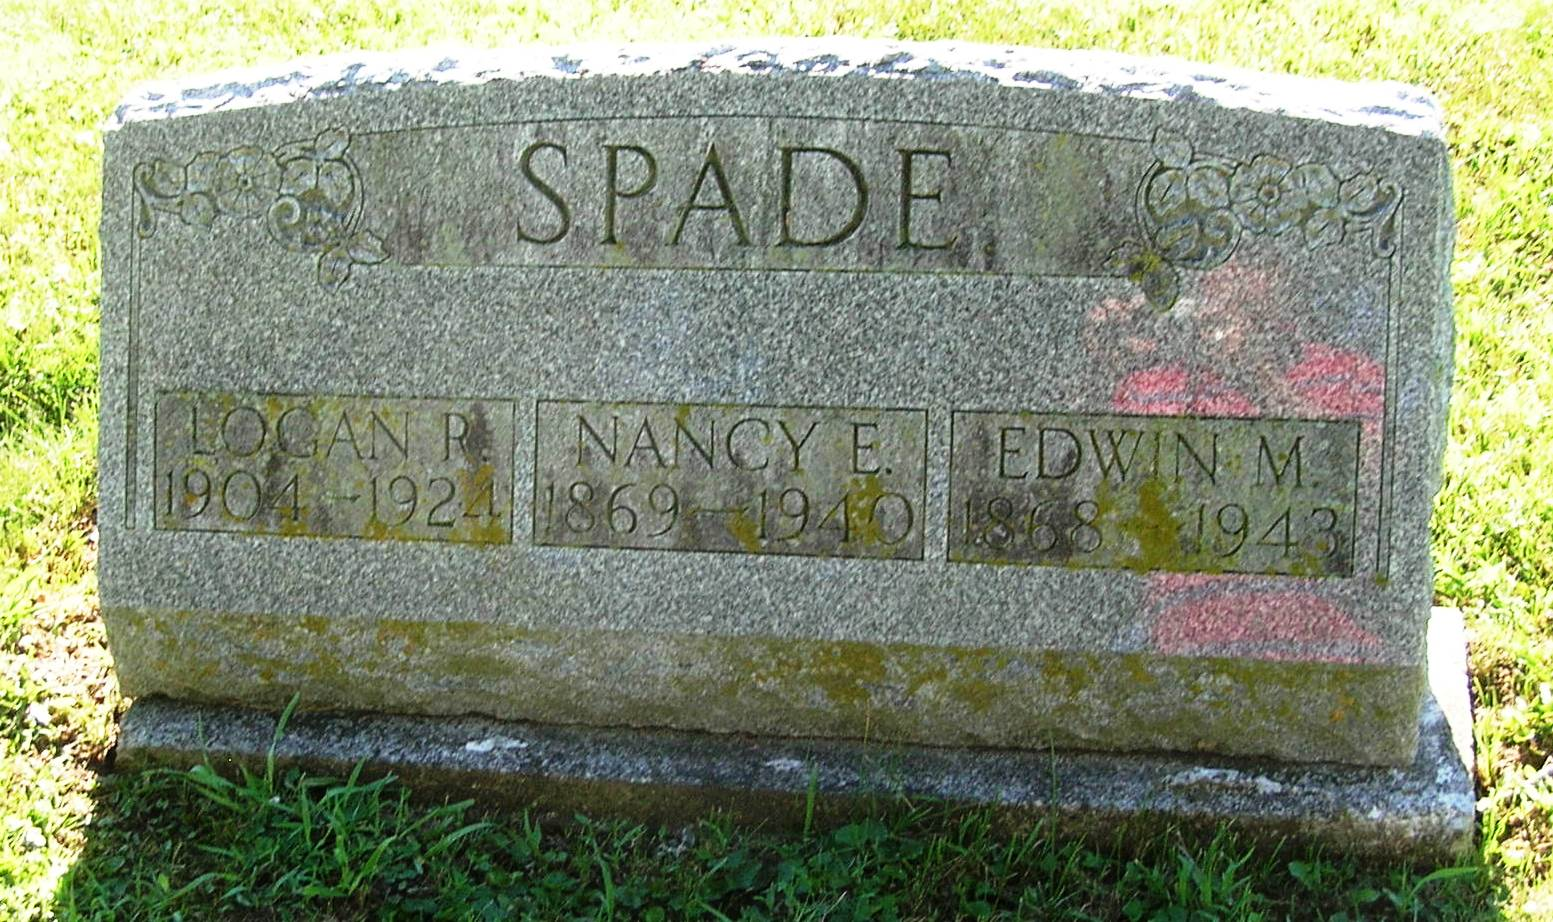 SPADE
LOGAN R.
1904 - 1924
NANCY E.
1869 - 1940
EDWIN M.
1868 - 1943